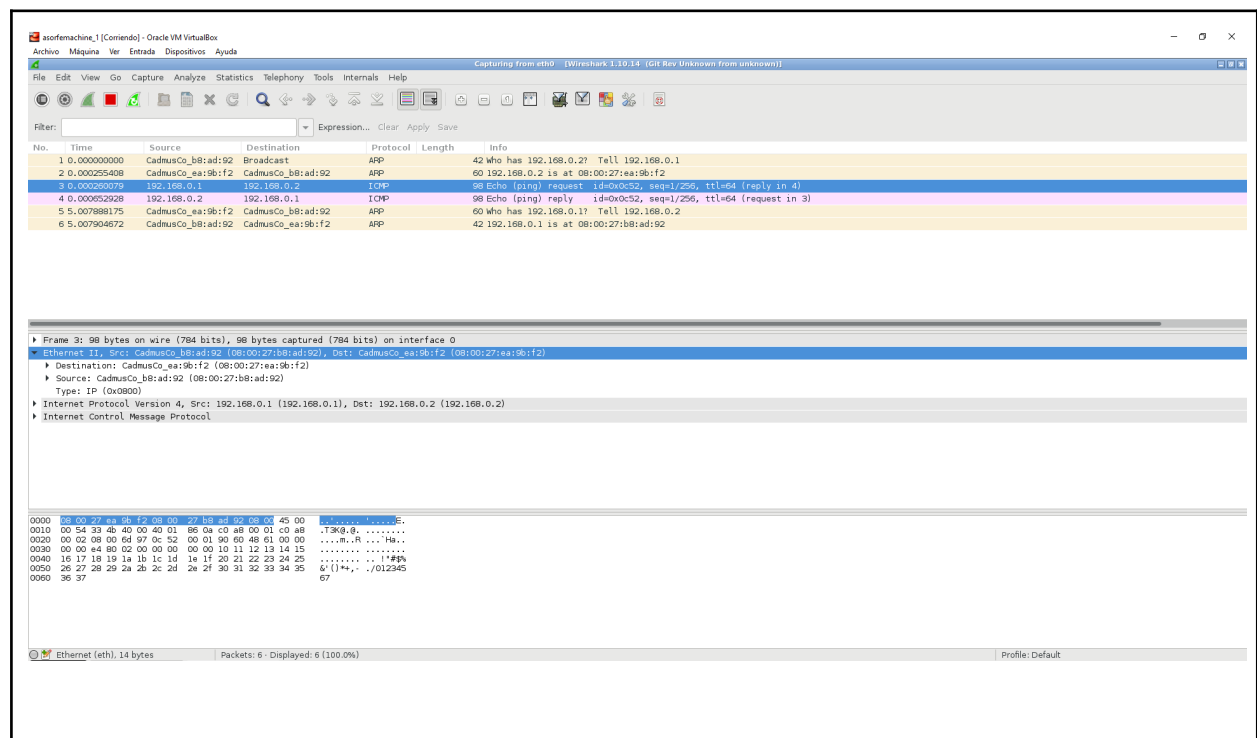 asorfemachine_1 [Corriendo] - Oracle VM VirtualBox
Archivo Máquina Ver Entrada Dispositivos Ayuda
Capturing from eth0 [Wireshark 1.10.14 (Git Rev Unknown from unknown)]
File Edit View Go Capture Analyze Statistics Telephony Tools Internals Help
Filter: Expression... Clear Apply Save
No. Time Source Destination Protocol Length Info
1 0.000000000 CadmusCo_b8:ad:92 Broadcast ARP 42 Who has 192.168.0.2? Tell 192.168.0.1
2 0.000255408 CadmusCo_ea:9b:f2 CadmusCo_b8:ad:92 ARP 60 192.168.0.2 is at 08:00:27:ea:9b:f2
3 0.000260079 192.168.0.1 192.168.0.2 ICMP 98 Echo (ping) request id=0x0c52, seq=1/256, ttl=64 (reply in 4)
4 0.000652928 192.168.0.2 192.168.0.1 ICMP 98 Echo (ping) reply id=0x0c52, seq=1/256, ttl=64 (request in 3)
5 5.007888175 CadmusCo_ea:9b:f2 CadmusCo_b8:ad:92 ARP 60 Who has 192.168.0.1? Tell 192.168.0.2
6 5.007904672 CadmusCo_b8:ad:92 CadmusCo_ea:9b:f2 ARP 42 192.168.0.1 is at 08:00:27:b8:ad:92
Frame 3: 98 bytes on wire (784 bits), 98 bytes captured (784 bits) on interface 0
Ethernet II, Src: CadmusCo_b8:ad:92 (08:00:27:b8:ad:92), Dst: CadmusCo_ea:9b:f2 (08:00:27:ea:9b:f2)
Destination: CadmusCo_ea:9b:f2 (08:00:27:ea:9b:f2)
Source: CadmusCo_b8:ad:92 (08:00:27:b8:ad:92)
Type: IP (0x0800)
Internet Protocol Version 4, Src: 192.168.0.1 (192.168.0.1), Dst: 192.168.0.2 (192.168.0.2)
Internet Control Message Protocol
0000 08 00 27 ea 9b f2 08 00 27 b8 ad 92 08 00 45 00 ..'..... '.....E.
0010 00 54 33 4b 40 00 40 01 86 0a c0 a8 00 01 c0 a8 .T3K@.@. ........
0020 00 02 08 00 6d 97 0c 52 00 01 90 60 48 61 00 00 ....m..R ...`Ha..
0030 00 00 e4 80 02 00 00 00 00 00 10 11 12 13 14 15 ........ ........
0040 16 17 18 19 1a 1b 1c 1d 1e 1f 20 21 22 23 24 25 ........ .. !"#$%
0050 26 27 28 29 2a 2b 2c 2d 2e 2f 30 31 32 33 34 35 &'()*+,- ./012345
0060 36 37 67
Ethernet (eth), 14 bytes Packets: 6 · Displayed: 6 (100.0%) Profile: Default